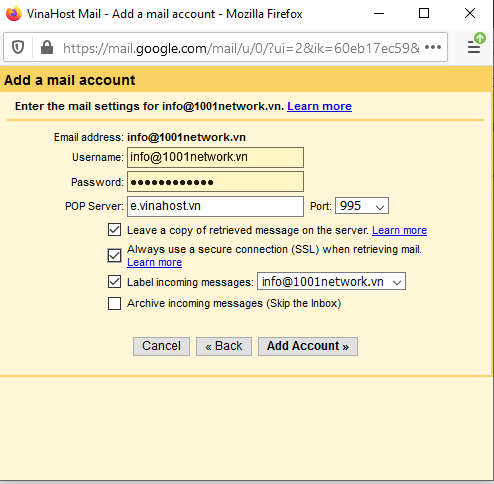 VinaHost Mail - Add a mail account - Mozilla Firefox
https://mail.google.com/mail/u/0/?ui=2&ik=60eb17ec59&
Add a mail account
Enter the mail settings for info@1001network.vn. Learn more
Email address: info@1001network.vn
Username: info@1001network.vn
Password: ●●●●●●●●●●●●
POP Server: e.vinahost.vn Port: 995
Leave a copy of retrieved message on the server. Learn more
Always use a secure connection (SSL) when retrieving mail.
Learn more
Label incoming messages: info@1001network.vn
Archive incoming messages (Skip the Inbox)
Cancel « Back Add Account »